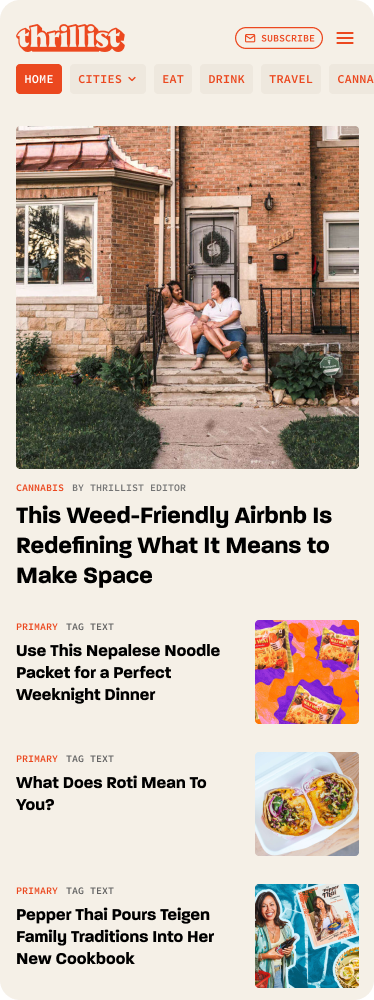 thrillist
SUBSCRIBE
HOME
CITIES
EAT
DRINK
TRAVEL
CANNA
CANNABIS BY THRILLIST EDITOR
This Weed-Friendly Airbnb Is
Redefining What It Means to
Make Space
PRIMARY TAG TEXT
Use This Nepalese Noodle
Packet for a Perfect
Weeknight Dinner
PRIMARY TAG TEXT
What Does Roti Mean To
You?
PRIMARY TAG TEXT
Pepper Thai Pours Teigen
Family Traditions Into Her
New Cookbook